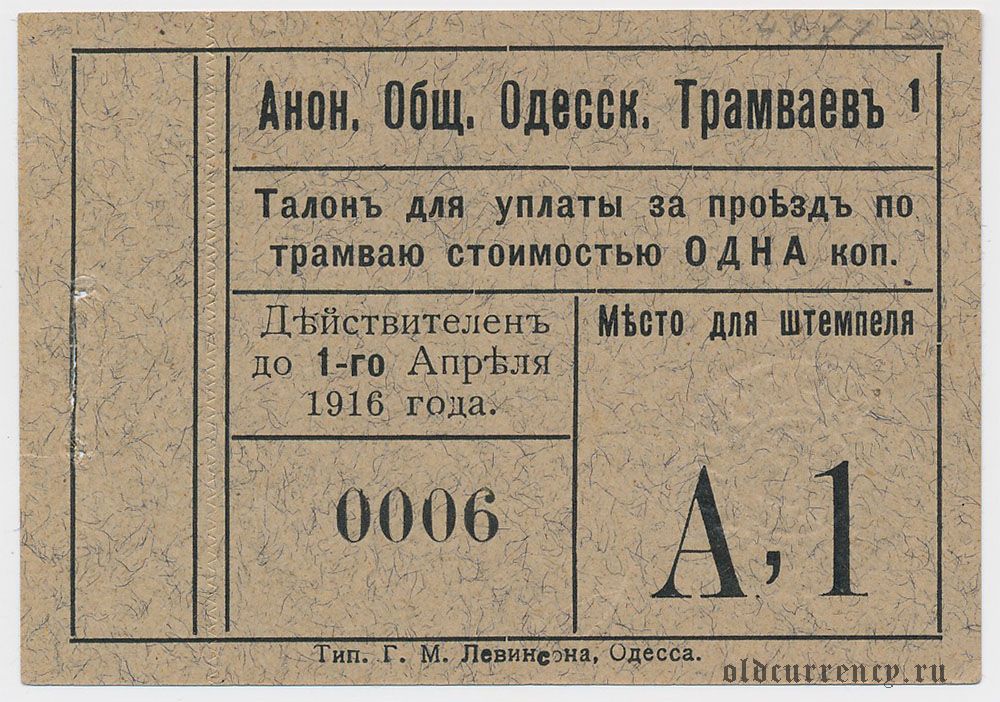 Анон. Общ. Одесск. Трамваевъ 1
Талонъ для уплаты за проѣздъ по
трамваю стоимостью ОДНА коп.
Дѣйствителенъ
до 1-го Апрѣля
1916 года.
Мѣсто для штемпеля
0006
А,1
Тип. Г. М. Левинсона, Одесса.
oldcurrency.ru